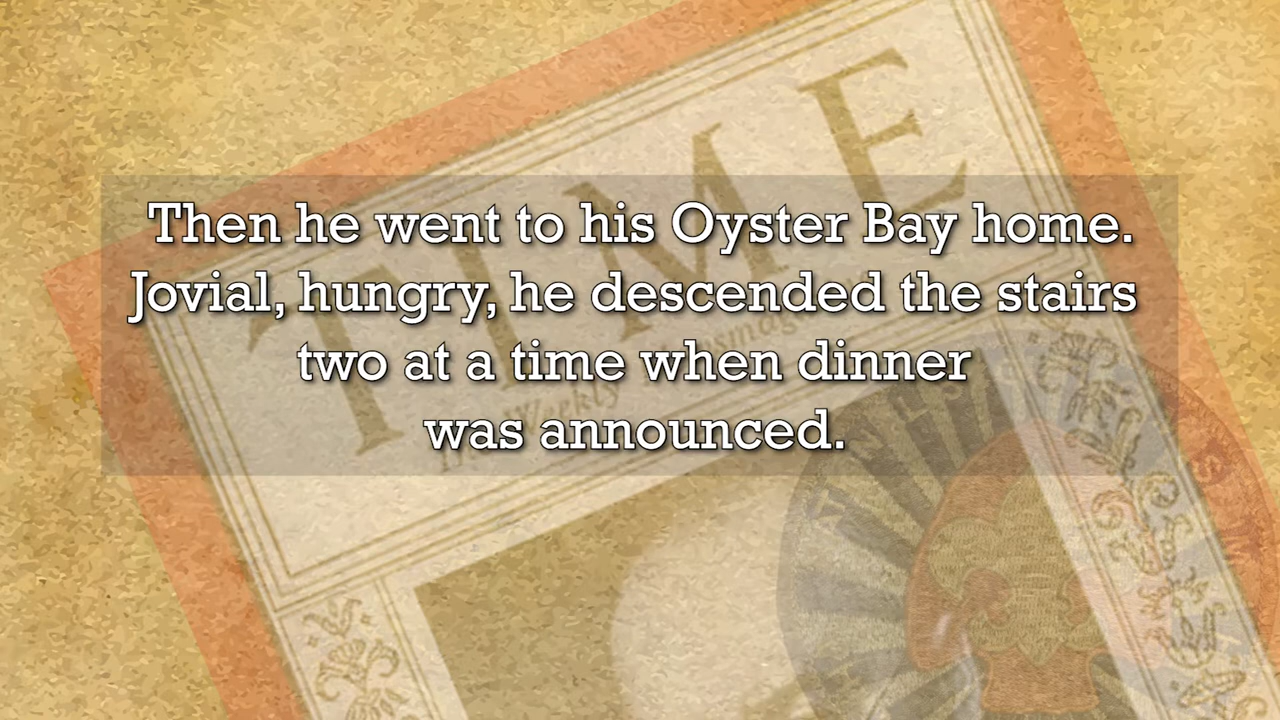 TIME
Then he went to his Oyster Bay home.
Jovial, hungry, he descended the stairs
two at a time when dinner
was announced.
Weekly